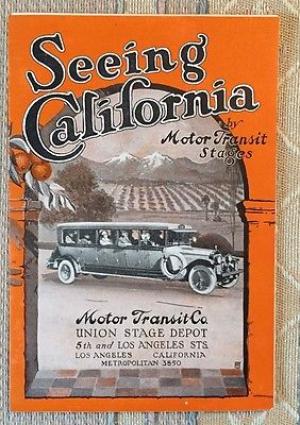 Seeing
California
by
Motor Transit
Stages
Motor Transit Co.
UNION STAGE DEPOT
5th and LOS ANGELES STS.
LOS ANGELES CALIFORNIA
METROPOLITAN 3850